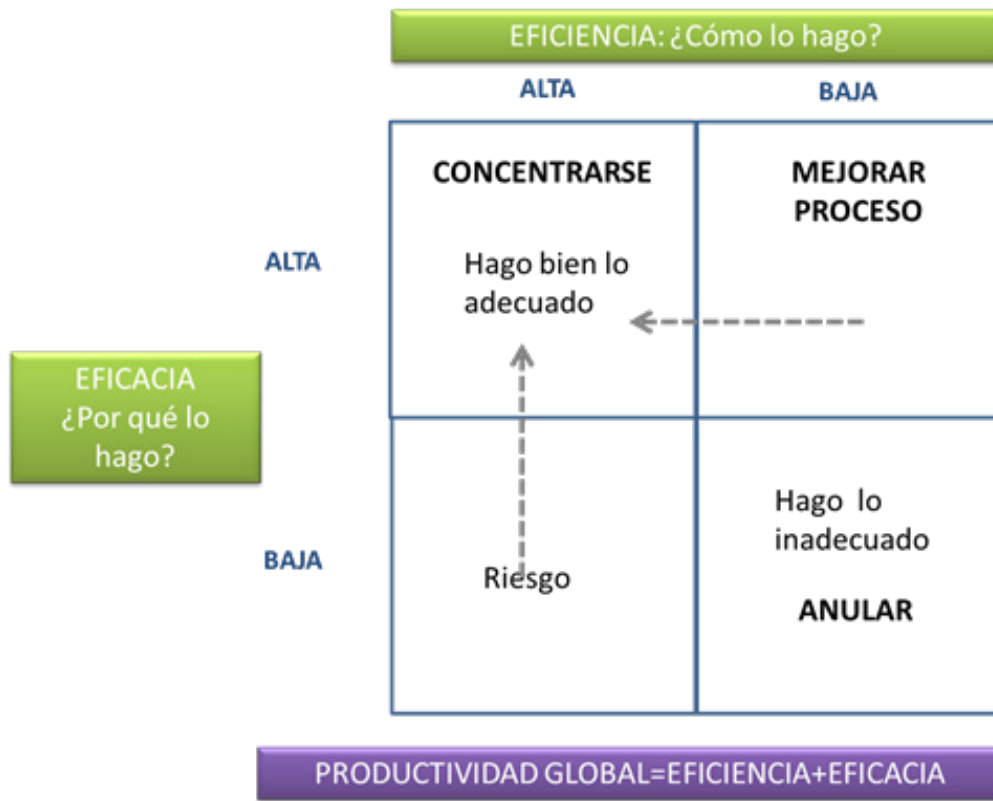 EFICIENCIA: ¿Cómo lo hago?
ALTA
BAJA
CONCENTRARSE
MEJORAR
PROCESO
ALTA
Hago bien lo
adecuado
EFICACIA
¿Por qué lo
hago?
Hago lo
inadecuado
BAJA
Riesgo
ANULAR
PRODUCTIVIDAD GLOBAL=EFICIENCIA+EFICACIA